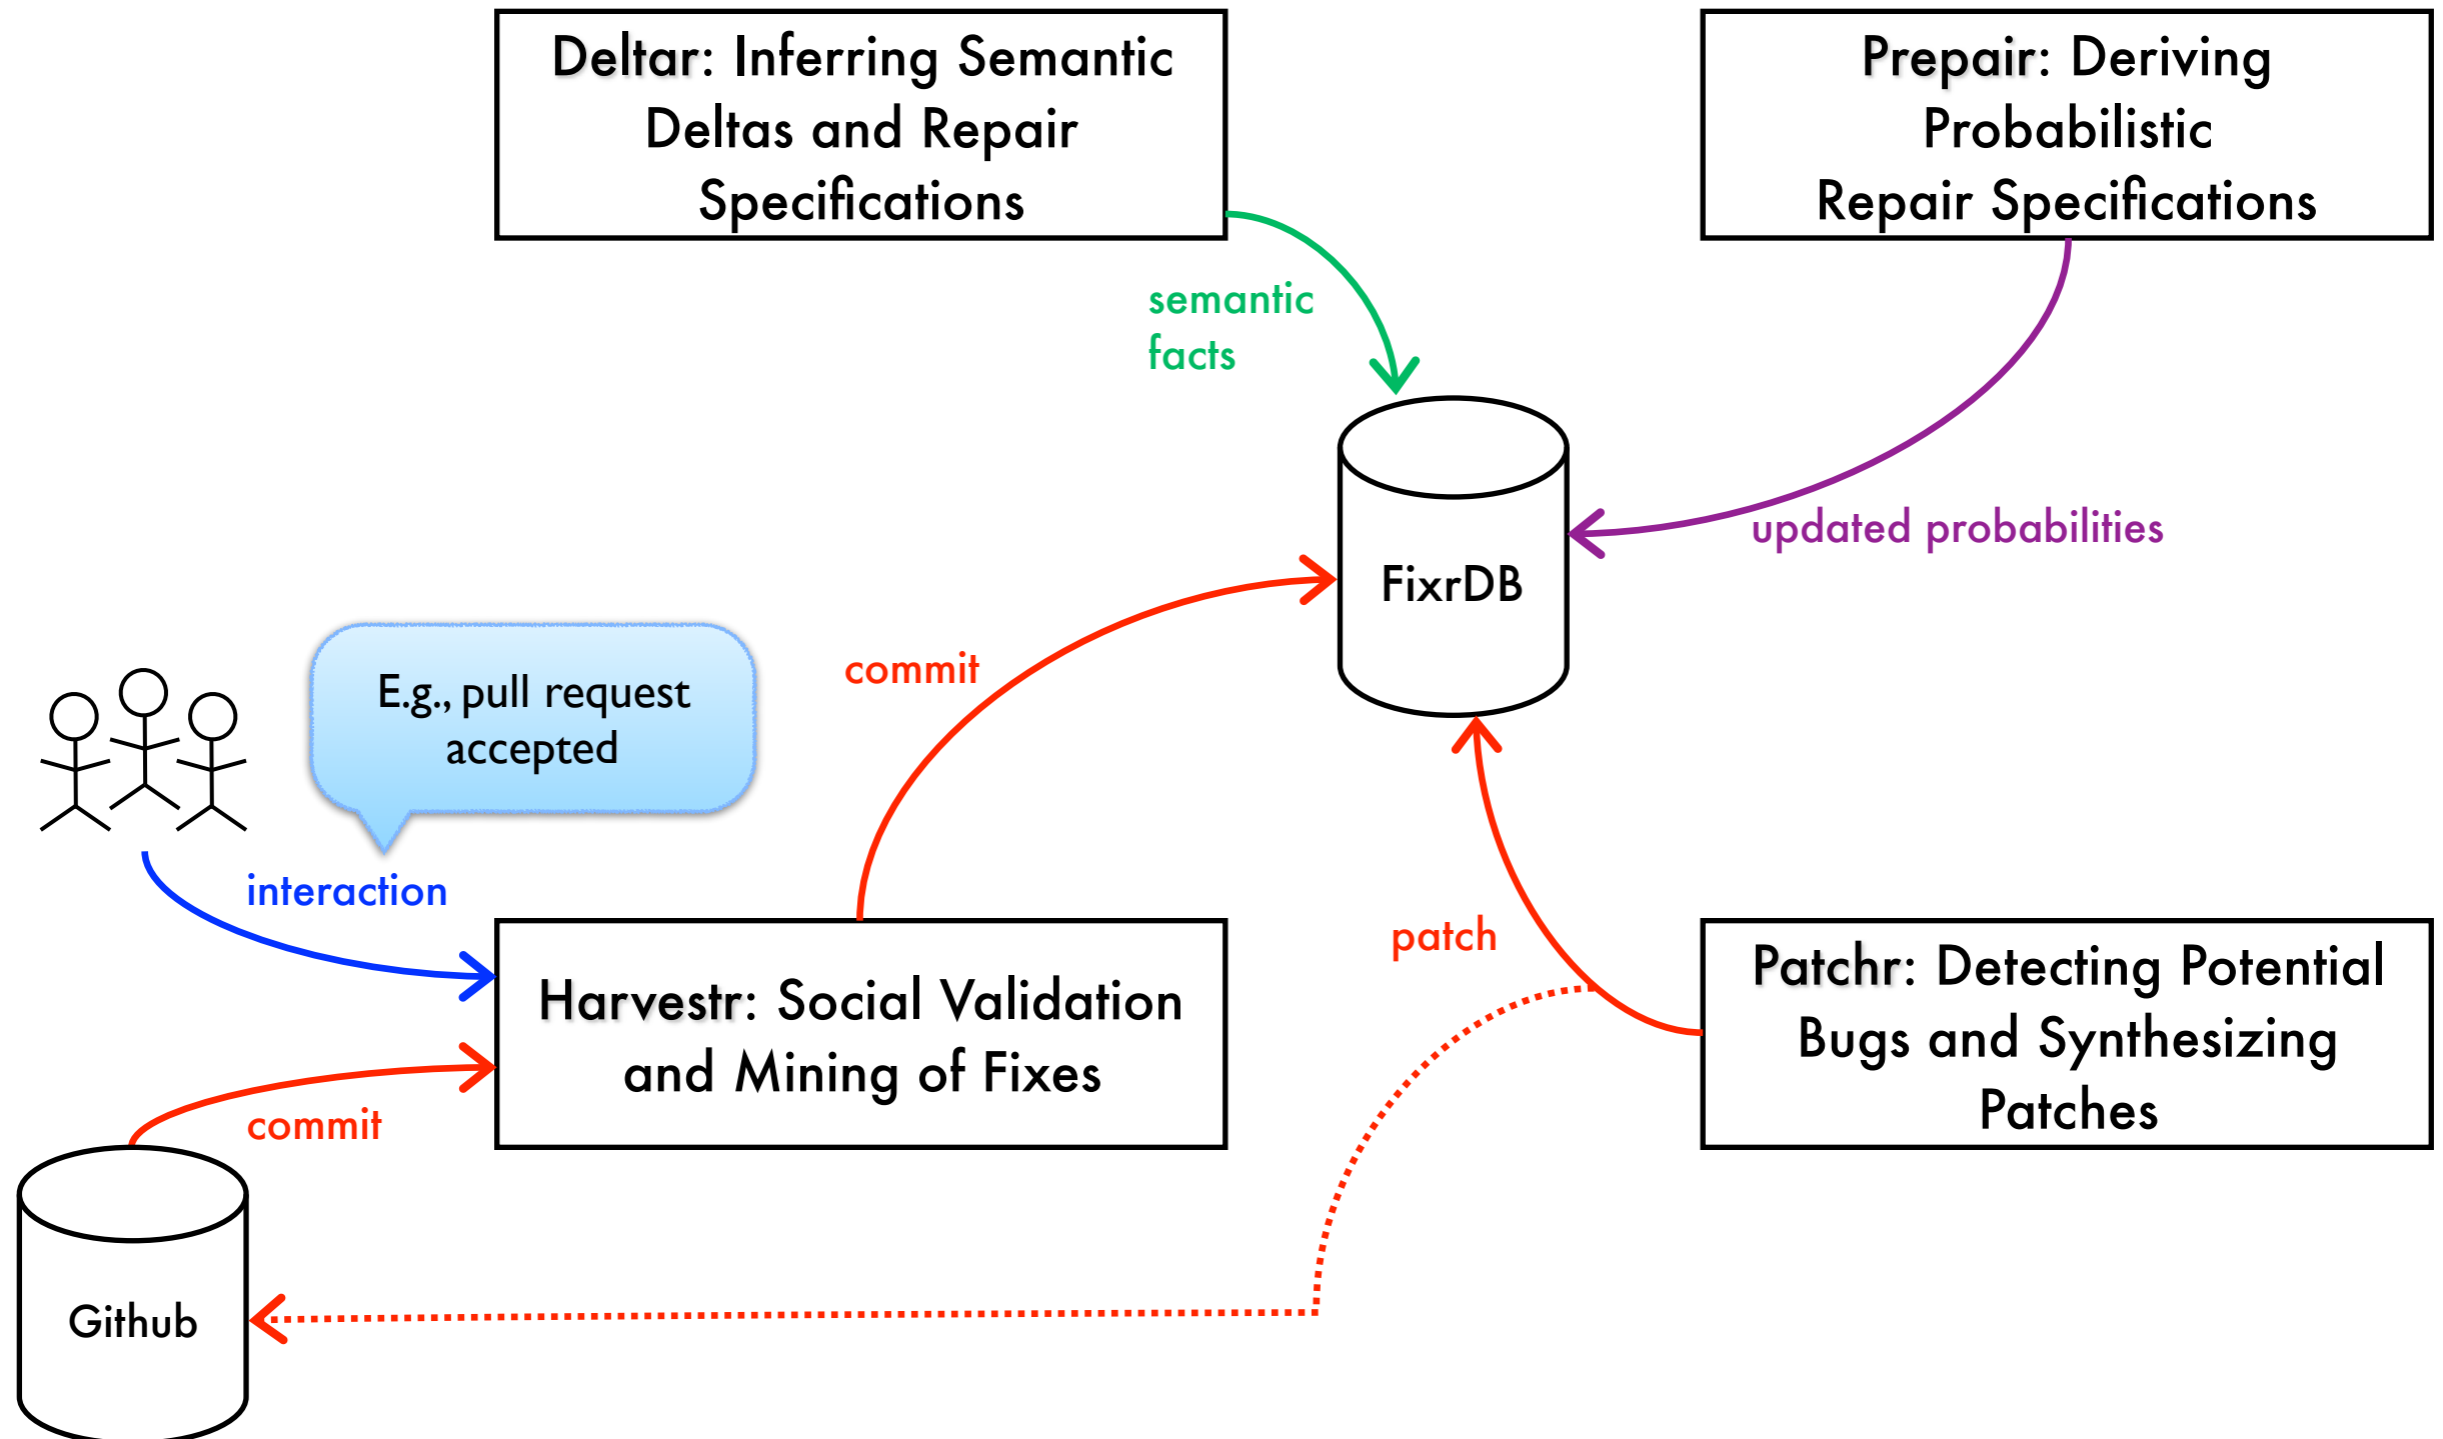 Deltar: Inferring Semantic
Deltas and Repair
Specifications
Prepair: Deriving
Probabilistic
Repair Specifications
semantic
facts
updated probabilities
FixrDB
commit
E.g., pull request
accepted
interaction
patch
Harvestr: Social Validation
and Mining of Fixes
Patchr: Detecting Potential
Bugs and Synthesizing
Patches
commit
Github